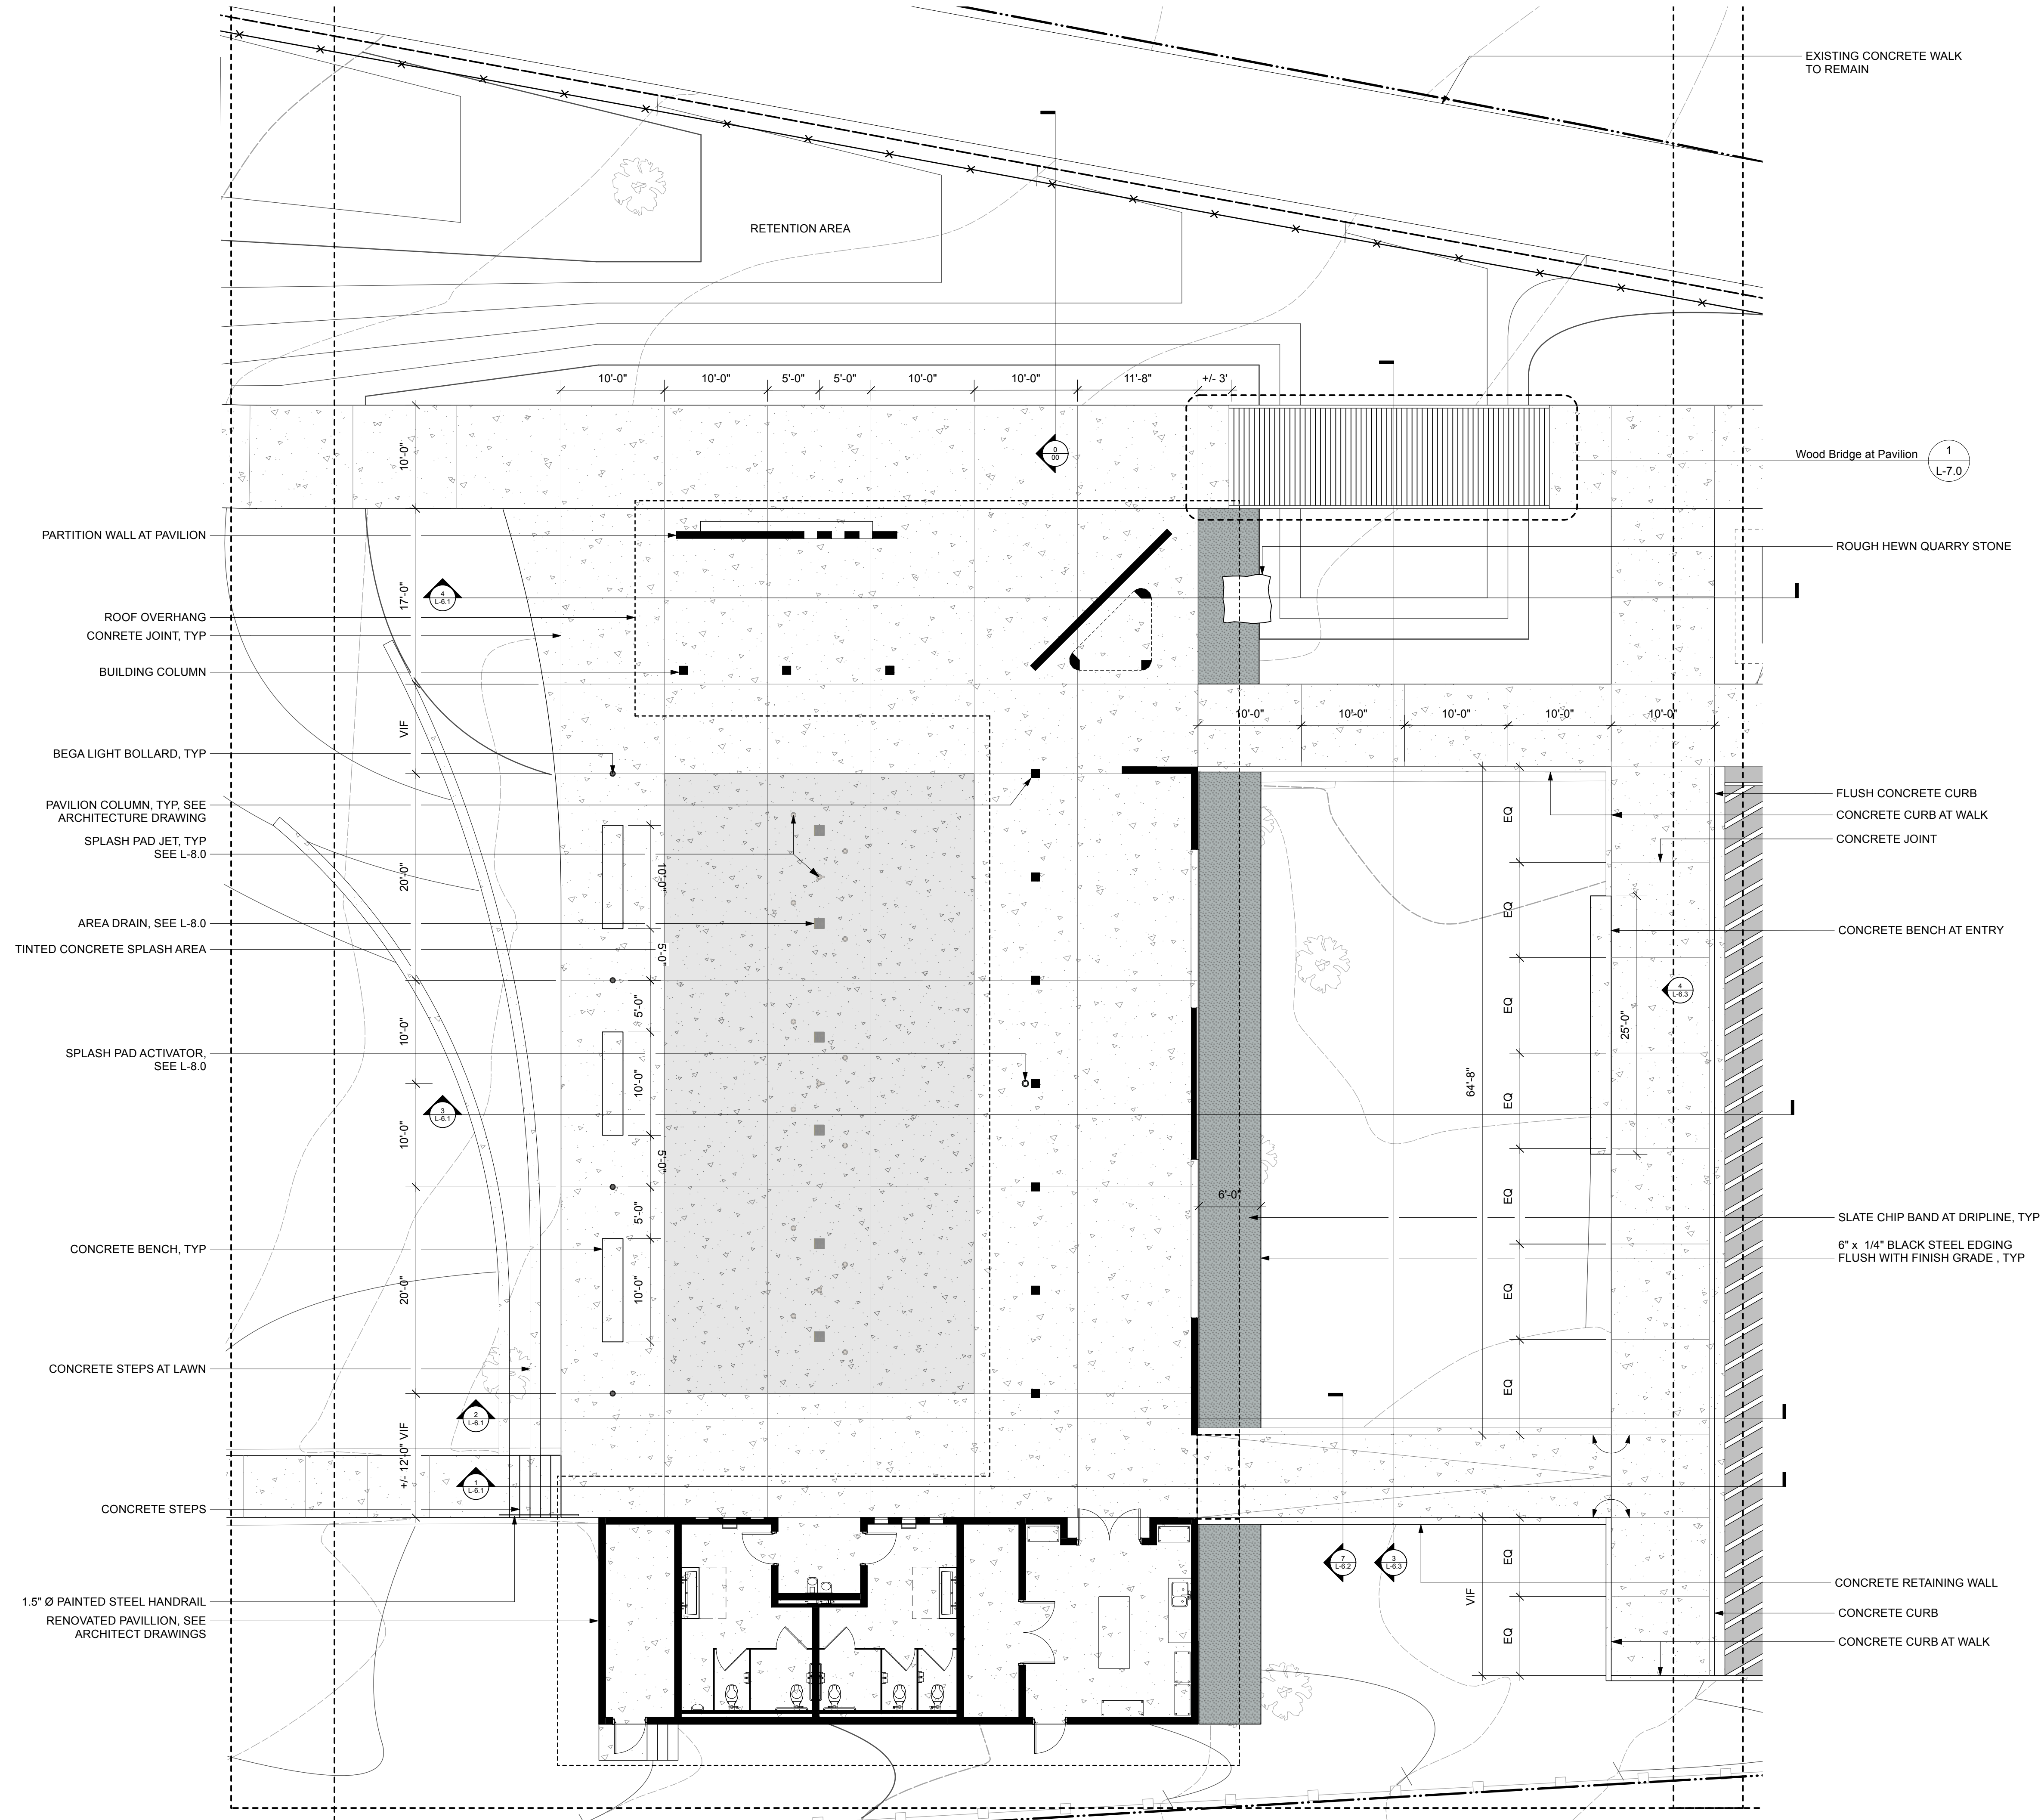 EXISTING CONCRETE WALK
TO REMAIN
RETENTION AREA
10'-0"
10'-0"
5'-0"
5'-0"
10'-0"
10'-0"
11'-8"
+/- 3'
10'-0"
0
00
Wood Bridge at Pavilion
1
L-7.0
PARTITION WALL AT PAVILION
ROUGH HEWN QUARRY STONE
17'-0"
4
L-6.1
ROOF OVERHANG
CONRETE JOINT, TYP
BUILDING COLUMN
VIF
10'-0"
10'-0"
10'-0"
10'-0"
10'-0"
BEGA LIGHT BOLLARD, TYP
PAVILION COLUMN, TYP, SEE
ARCHITECTURE DRAWING
SPLASH PAD JET, TYP
SEE L-8.0
FLUSH CONCRETE CURB
CONCRETE CURB AT WALK
CONCRETE JOINT
EQ
20'-0"
10'-0"
AREA DRAIN, SEE L-8.0
TINTED CONCRETE SPLASH AREA
EQ
CONCRETE BENCH AT ENTRY
5'-0"
5'-0"
EQ
4
L-6.3
10'-0"
25'-0"
SPLASH PAD ACTIVATOR,
SEE L-8.0
10'-0"
64'-8"
EQ
3
L-6.1
10'-0"
5'-0"
EQ
6'-0"
5'-0"
SLATE CHIP BAND AT DRIPLINE, TYP
6" x 1/4" BLACK STEEL EDGING
FLUSH WITH FINISH GRADE , TYP
CONCRETE BENCH, TYP
20'-0"
10'-0"
EQ
CONCRETE STEPS AT LAWN
EQ
2
L-6.1
+/- 12'-0" VIF
1
L-6.1
CONCRETE STEPS
EQ
7
L-6.2
3
L-6.3
VIF
CONCRETE RETAINING WALL
1.5" Ø PAINTED STEEL HANDRAIL
RENOVATED PAVILLION, SEE
ARCHITECT DRAWINGS
CONCRETE CURB
EQ
CONCRETE CURB AT WALK